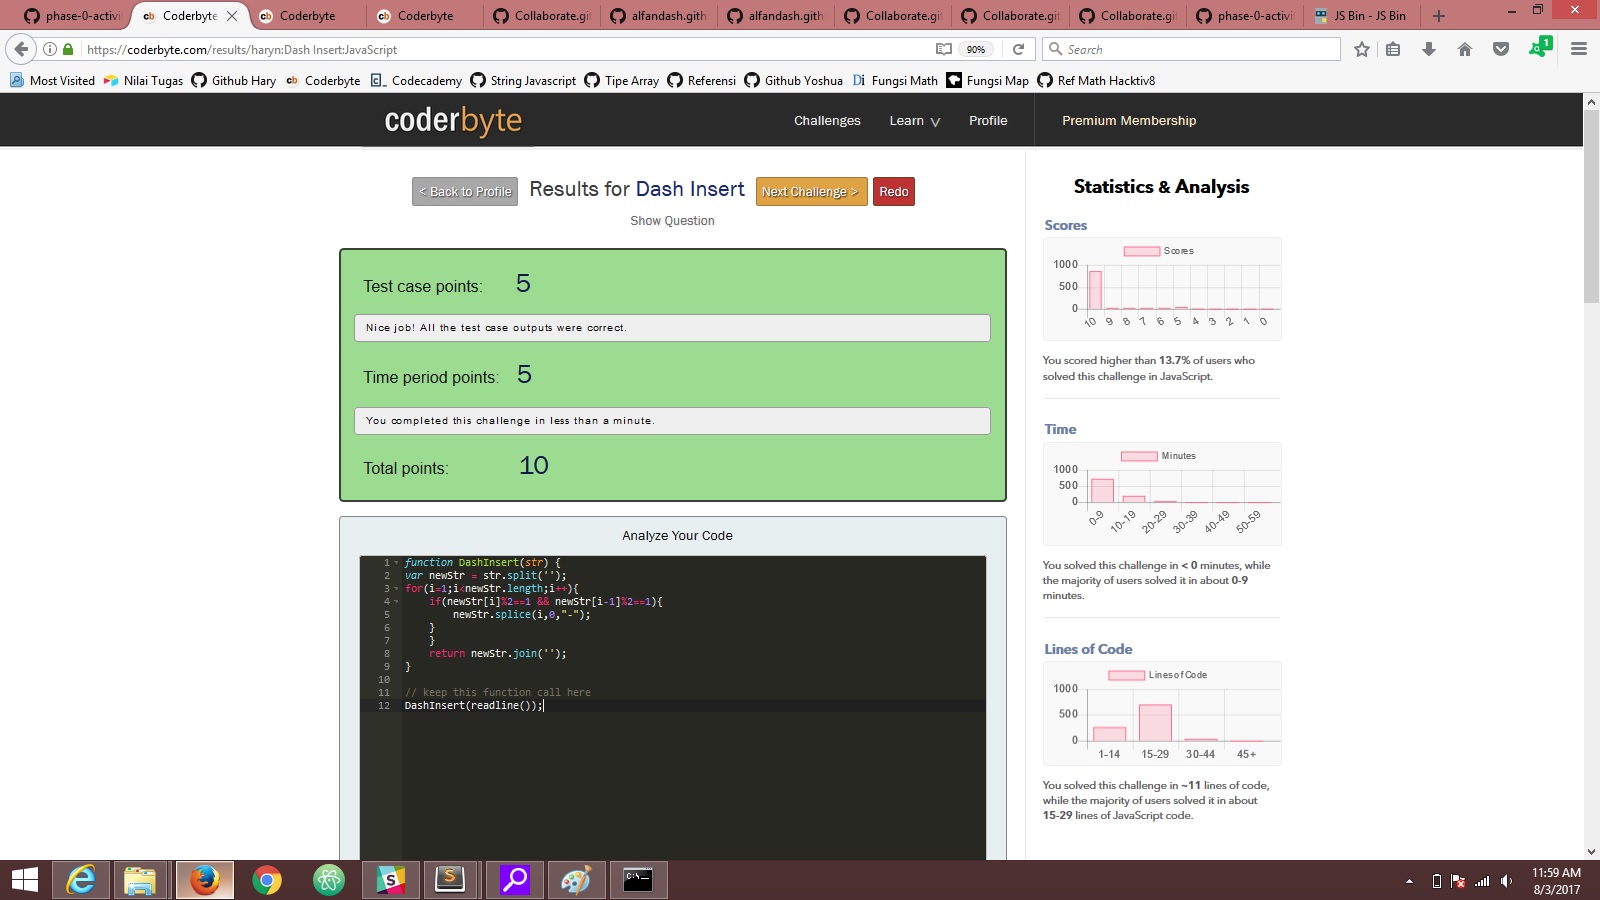 phase-0-activi
Coderbyte
Coderbyte
Coderbyte
Collaborate.gi
alfandash.gith
alfandash.gith
Collaborate.gi
Collaborate.gi
Collaborate.gi
phase-0-activi
JS Bin - JS Bin
https://coderbyte.com/results/haryn:Dash Insert:JavaScript
90%
Search
1
Most Visited
Nilai Tugas
Github Hary
cb Coderbyte
Codecademy
String Javascript
Tipe Array
Referensi
Github Yoshua
Di Fungsi Math
Fungsi Map
Ref Math Hacktiv8
coderbyte
Challenges
Learn
Profile
Premium Membership
< Back to Profile
Results for Dash Insert
Next Challenge >
Redo
Show Question
Test case points: 5
Nice job! All the test case outputs were correct.
Time period points: 5
You completed this challenge in less than a minute.
Total points: 10
Analyze Your Code
1 function DashInsert(str) {
2 var newStr = str.split('');
3 for(i=1;i<newStr.length;i++){
4 if(newStr[i]%2==1 && newStr[i-1]%2==1){
5 newStr.splice(i,0,"-");
6 }
7 }
8 return newStr.join('');
9 }
10
11 // keep this function call here
12 DashInsert(readline());
Statistics & Analysis
Scores
Scores
1000
500
0
10 9 8 7 6 5 4 3 2 1 0
You scored higher than 13.7% of users who
solved this challenge in JavaScript.
Time
Minutes
1000
500
0
0-9 10-19 20-29 30-39 40-49 50-59
You solved this challenge in < 0 minutes, while
the majority of users solved it in about 0-9
minutes.
Lines of Code
Lines of Code
1000
500
0
1-14 15-29 30-44 45+
You solved this challenge in ~11 lines of code,
while the majority of users solved it in about
15-29 lines of JavaScript code.
11:59 AM
8/3/2017